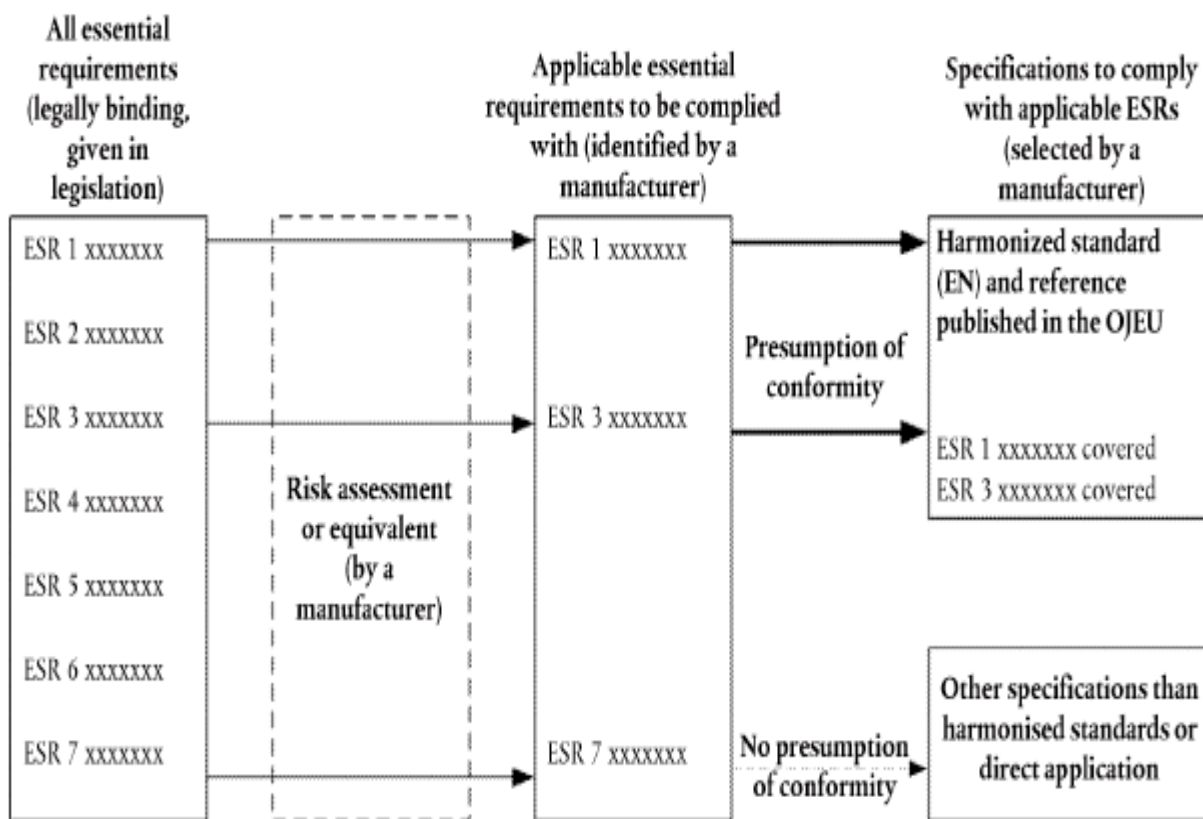 All essential
requirements
(legally binding,
given in
legislation)
ESR 1 xxxxxxx
ESR 2 xxxxxxx
ESR 3 xxxxxxx
ESR 4 xxxxxxx
ESR 5 xxxxxxx
ESR 6 xxxxxxx
ESR 7 xxxxxxx
Risk assessment
or equivalent
(by a
manufacturer)
Applicable essential
requirements to be complied
with (identified by a
manufacturer)
ESR 1 xxxxxxx
ESR 3 xxxxxxx
ESR 7 xxxxxxx
Presumption of
conformity
No presumption
of conformity
Specifications to comply
with applicable ESRs
(selected by a
manufacturer)
Harmonized standard
(EN) and reference
published in the OJEU
ESR 1 xxxxxxx covered
ESR 3 xxxxxxx covered
Other specifications than
harmonised standards or
direct application